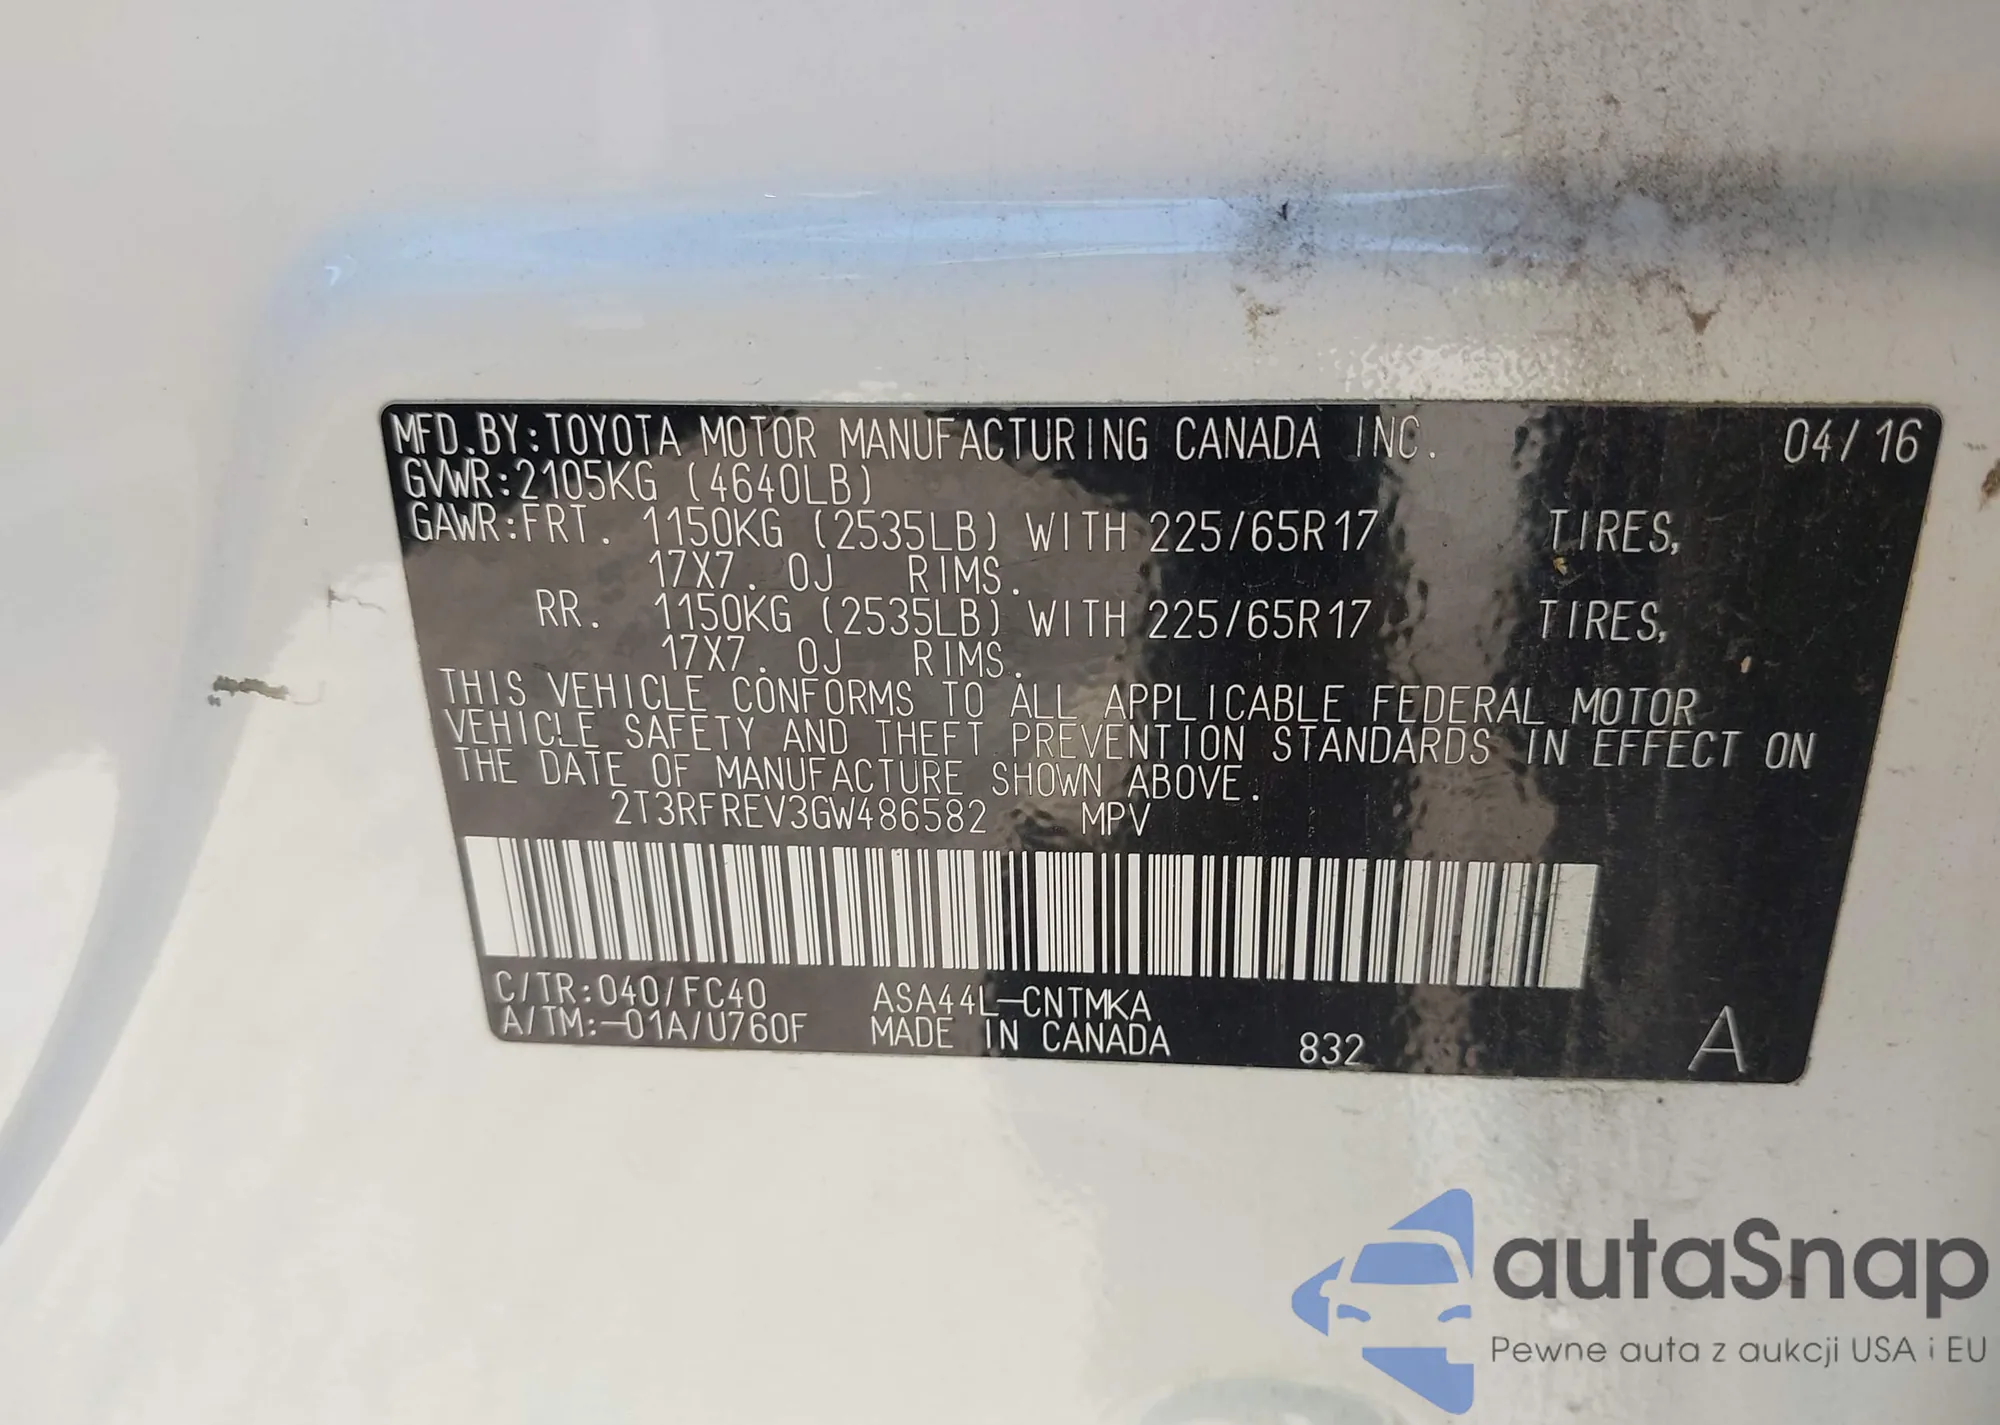 MFD.BY:TOYOTA MOTOR MANUFACTURING CANADA INC. 04/16
GVWR:2105KG (4640LB)
GAWR:FRT. 1150KG (2535LB) WITH 225/65R17 TIRES,
17X7.0J RIMS.
RR. 1150KG (2535LB) WITH 225/65R17 TIRES,
17X7.0J RIMS.
THIS VEHICLE CONFORMS TO ALL APPLICABLE FEDERAL MOTOR
VEHICLE SAFETY AND THEFT PREVENTION STANDARDS IN EFFECT ON
THE DATE OF MANUFACTURE SHOWN ABOVE.
2T3RFREV3GW486582 MPV
C/TR:040/FC40 ASA44L-CNTMKA
A/TM:-01A/U760F MADE IN CANADA 832 A
autaSnap
Pewne auta z aukcji USA i EU